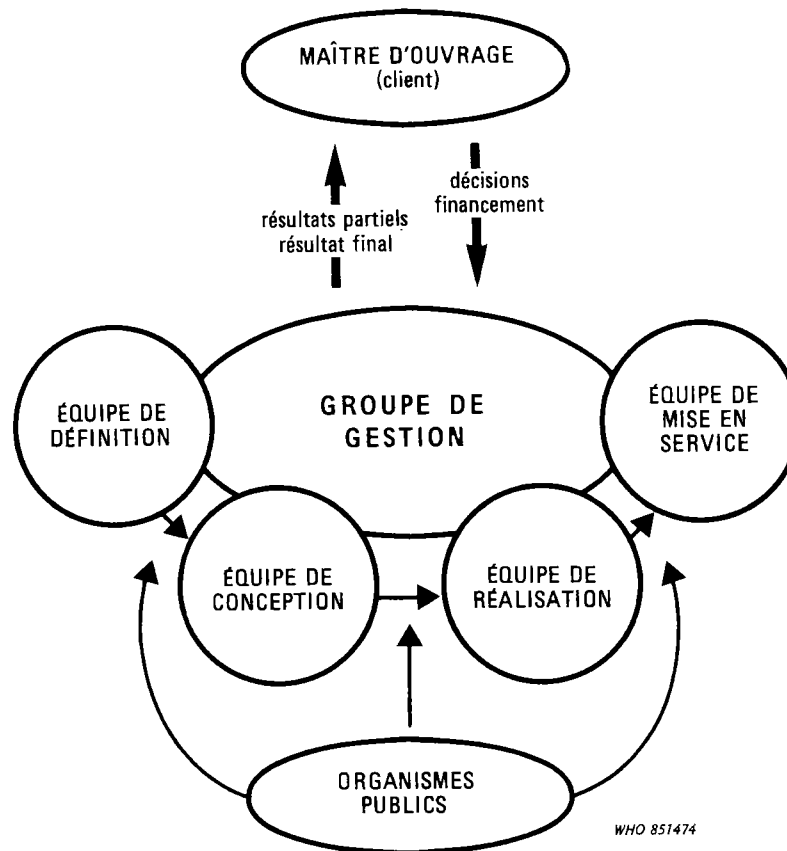 MAÎTRE D'OUVRAGE
(client)
résultats partiels
résultat final
décisions
financement
ÉQUIPE DE
DÉFINITION
GROUPE DE
GESTION
ÉQUIPE DE
MISE EN
SERVICE
ÉQUIPE DE
CONCEPTION
ÉQUIPE DE
RÉALISATION
ORGANISMES
PUBLICS
WHO 851474